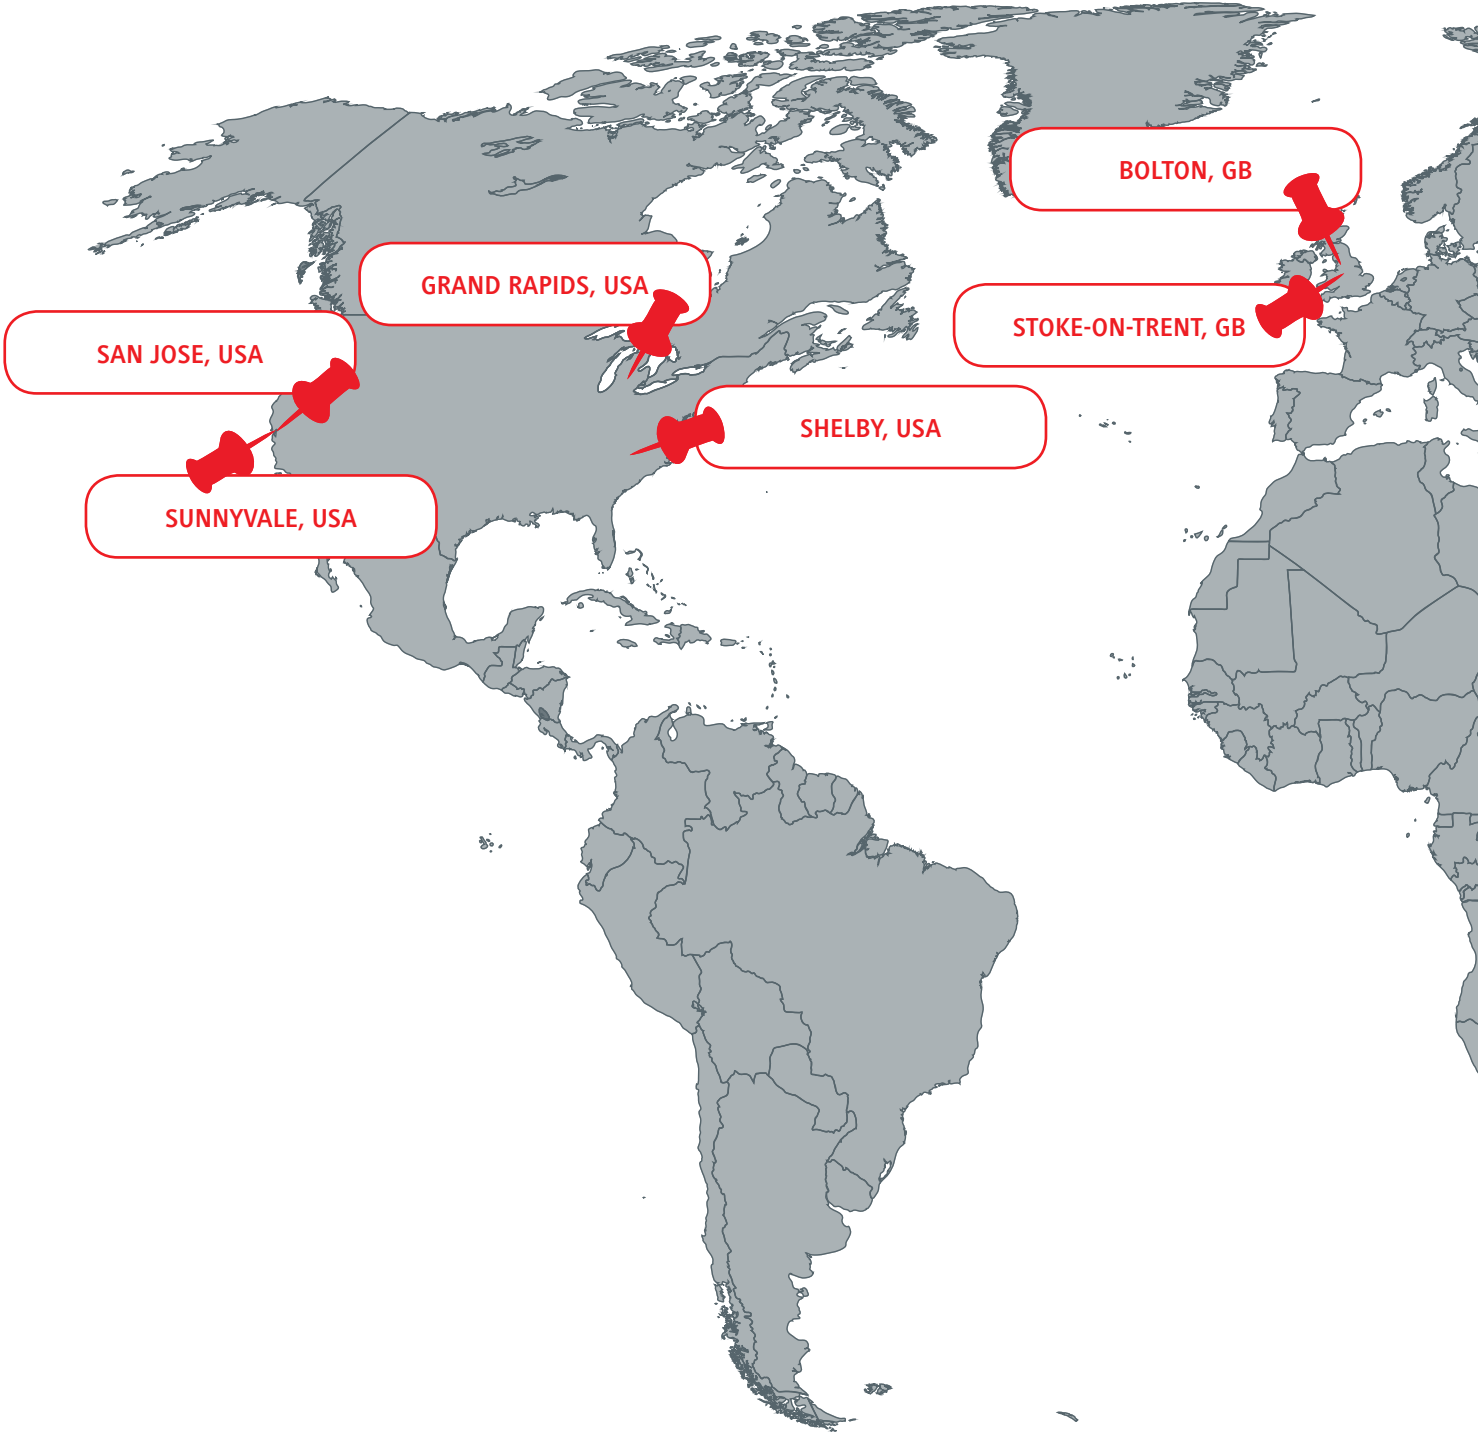 BOLTON, GB
GRAND RAPIDS, USA
STOKE-ON-TRENT, GB
SAN JOSE, USA
SHELBY, USA
SUNNYVALE, USA